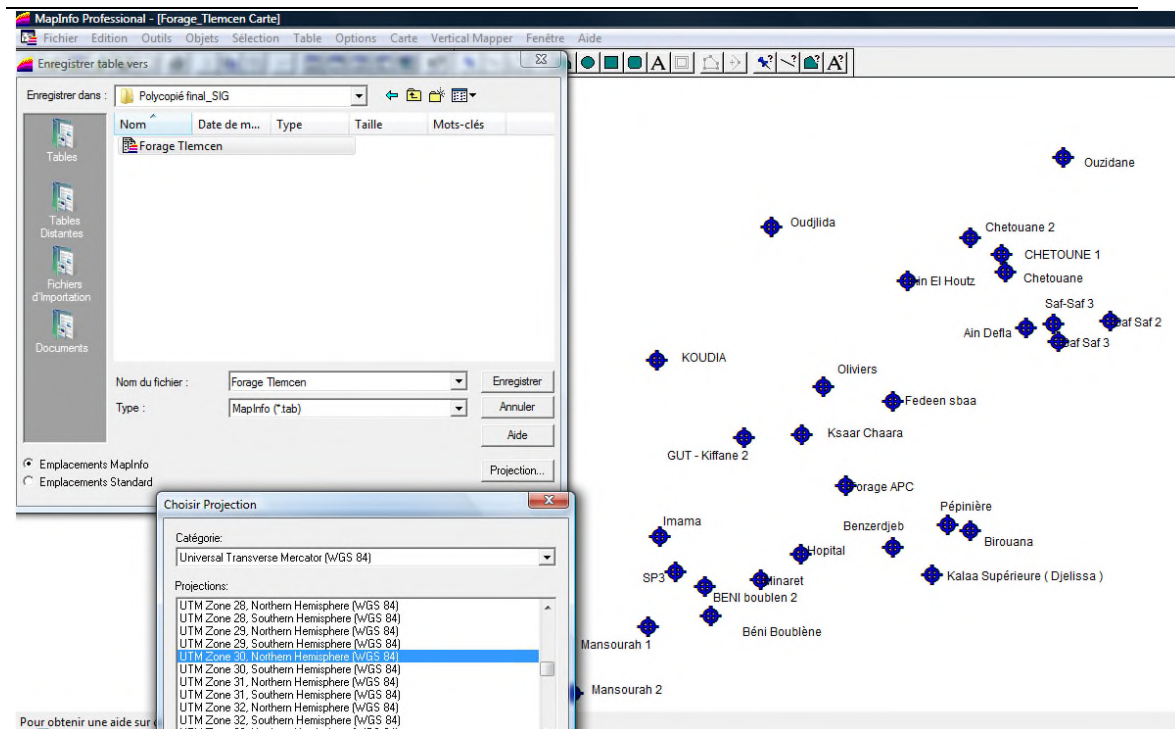 MapInfo Professional - [Forage_Tlemcen Carte]
Fichier Edition Outils Objets Sélection Table Options Carte Vertical Mapper Fenêtre Aide
Enregistrer table vers
Enregistrer dans : Polycopié final_SIG
Nom Date de m... Type Taille Mots-clés
Forage Tlemcen
Tables
Tables
Distantes
Fichiers
d'Importation
Documents
Nom du fichier : Forage Tlemcen Enregistrer
Type : MapInfo (*.tab) Annuler
Aide
Emplacements MapInfo
Emplacements Standard
Projection...
Choisir Projection
Catégorie:
Universal Transverse Mercator (WGS 84)
Projections:
UTM Zone 28, Northern Hemisphere (WGS 84)
UTM Zone 28, Southern Hemisphere (WGS 84)
UTM Zone 29, Northern Hemisphere (WGS 84)
UTM Zone 29, Southern Hemisphere (WGS 84)
UTM Zone 30, Northern Hemisphere (WGS 84)
UTM Zone 30, Southern Hemisphere (WGS 84)
UTM Zone 31, Northern Hemisphere (WGS 84)
UTM Zone 31, Southern Hemisphere (WGS 84)
UTM Zone 32, Northern Hemisphere (WGS 84)
UTM Zone 32, Southern Hemisphere (WGS 84)
Pour obtenir une aide sur
A A?
Ouzidane
Oudjlida
Chetouane 2
CHETOUNE 1
Chetouane
in El Houtz
Saf-Saf 3
af Saf 2
Ain Defla
af Saf 3
KOUDIA
Oliviers
Fedeen sbaa
Ksaar Chaara
GUT - Kiffane 2
orage APC
Pépinière
Imama
Benzerdjeb
Birouana
Hopital
SP3
inaret
Kalaa Supérieure ( Djelissa )
BENI boublen 2
Béni Boublène
Mansourah 1
Mansourah 2